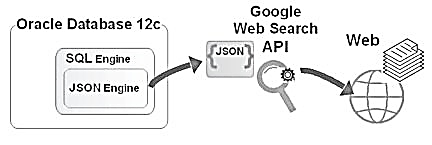 Oracle Database 12c
SQL Engine
JSON Engine
{JSON}
Google
Web Search
API
Web